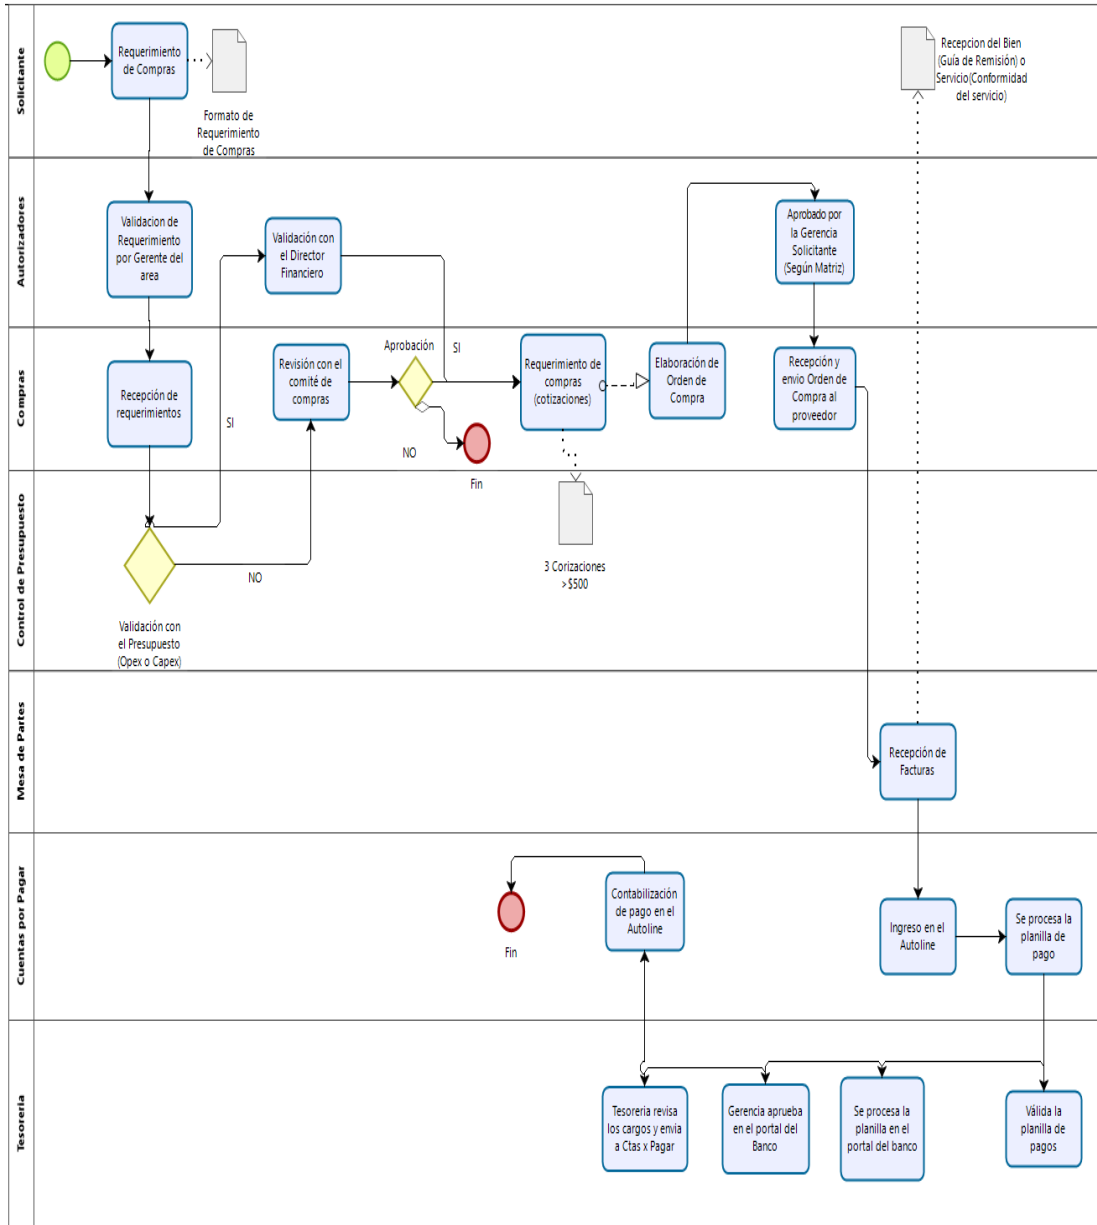 Solicitante
Requerimiento
de Compras
Formato de
Requerimiento
de Compras
Recepcion del Bien
(Guía de Remisión) o
Servicio(Conformidad
del servicio)
Autorizadores
Validacion de
Requerimiento
por Gerente del
area
Validación con
el Director
Financiero
Aprobado por
la Gerencia
Solicitante
(Según Matriz)
Compras
Recepción de
requerimientos
SI
Revisión con el
comité de
compras
Aprobación
SI
NO
Fin
Requerimiento de
compras
(cotizaciones)
Elaboración de
Orden de
Compra
Recepción y
envio Orden de
Compra al
proveedor
Control de Presupuesto
NO
Validación con
el Presupuesto
(Opex o Capex)
3 Corizaciones
>$500
Mesa de Partes
Recepción de
Facturas
Cuentas por Pagar
Fin
Contabilización
de pago en el
Autoline
Ingreso en el
Autoline
Se procesa la
planilla de
pago
Tesoreria
Tesoreria revisa
los cargos y envia
a Ctas x Pagar
Gerencia aprueba
en el portal del
Banco
Se procesa la
planilla en el
portal del banco
Válida la
planilla de
pagos